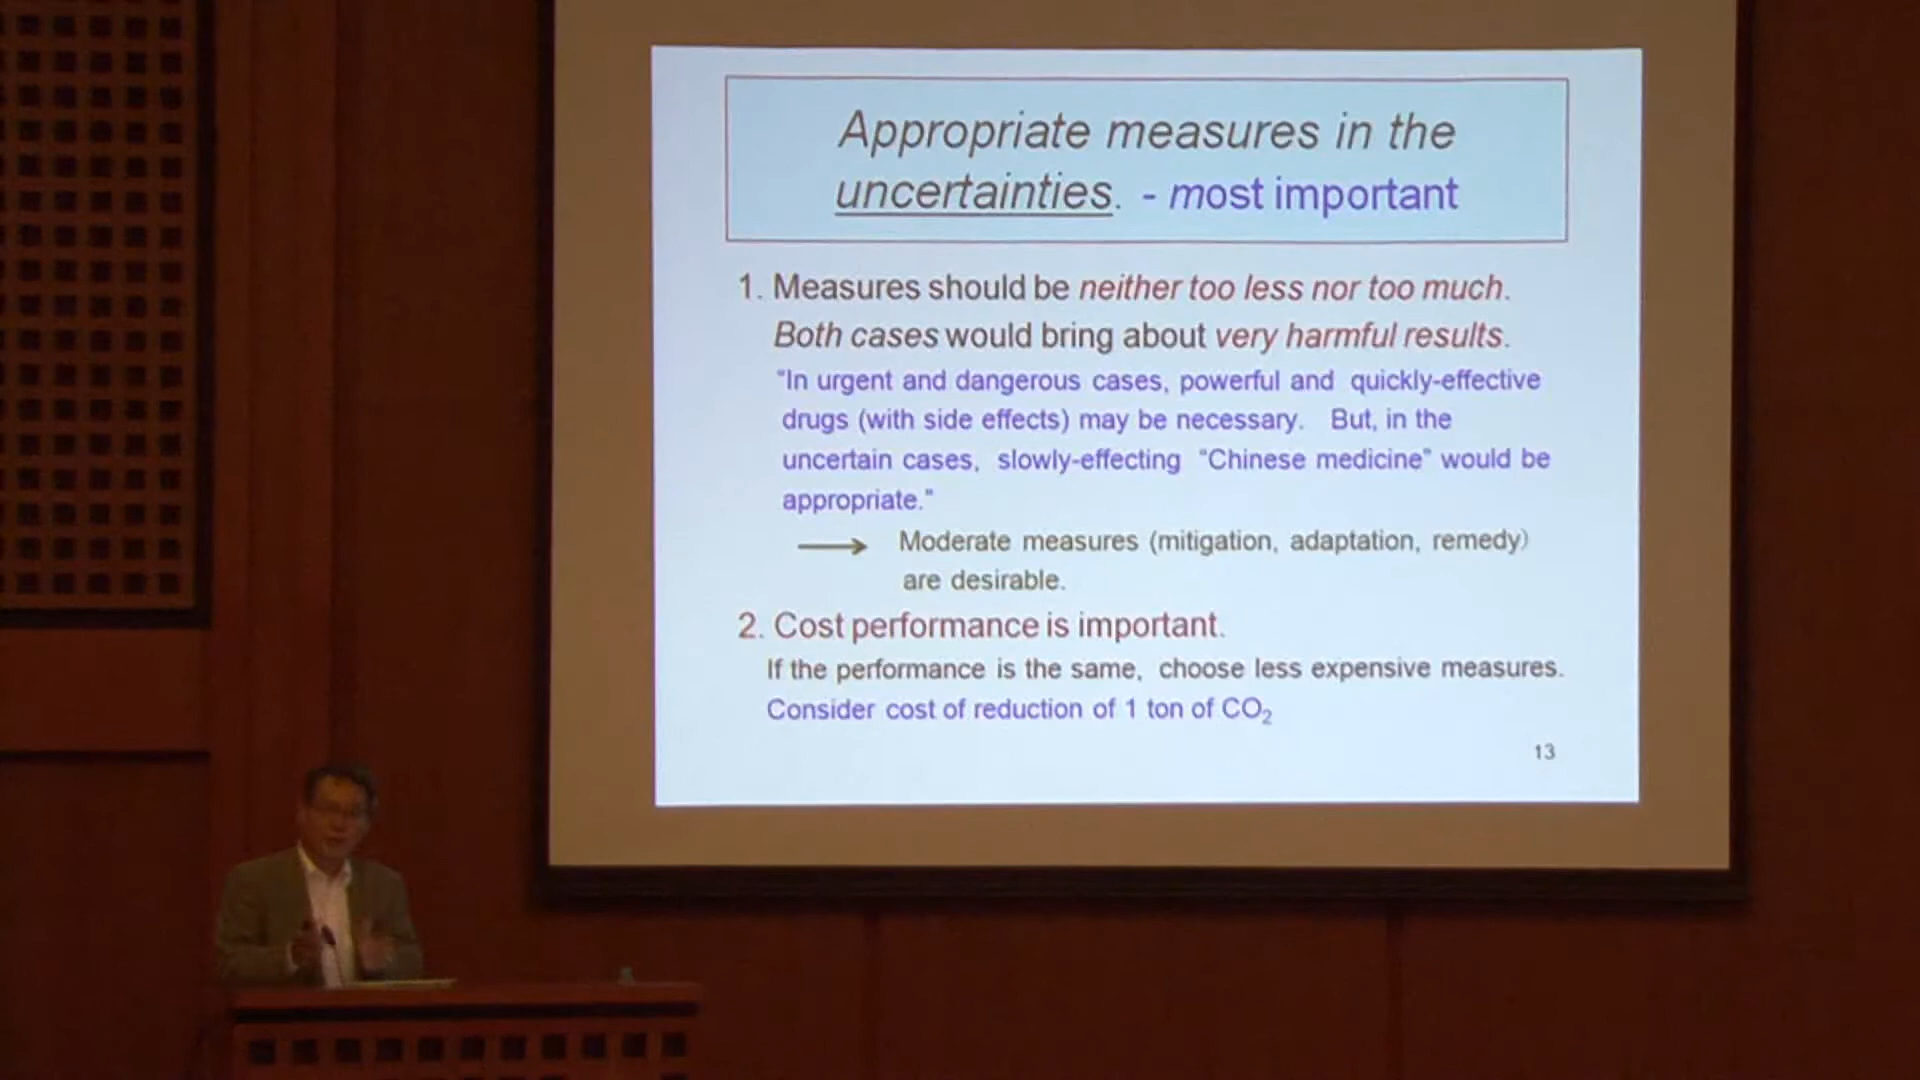 Appropriate measures in the
uncertainties. - most important
1. Measures should be neither too less nor too much.
Both cases would bring about very harmful results.
"In urgent and dangerous cases, powerful and quickly-effective
drugs (with side effects) may be necessary. But, in the
uncertain cases, slowly-effecting "Chinese medicine" would be
appropriate."
→ Moderate measures (mitigation, adaptation, remedy)
are desirable.
2. Cost performance is important.
If the performance is the same, choose less expensive measures.
Consider cost of reduction of 1 ton of CO₂
13